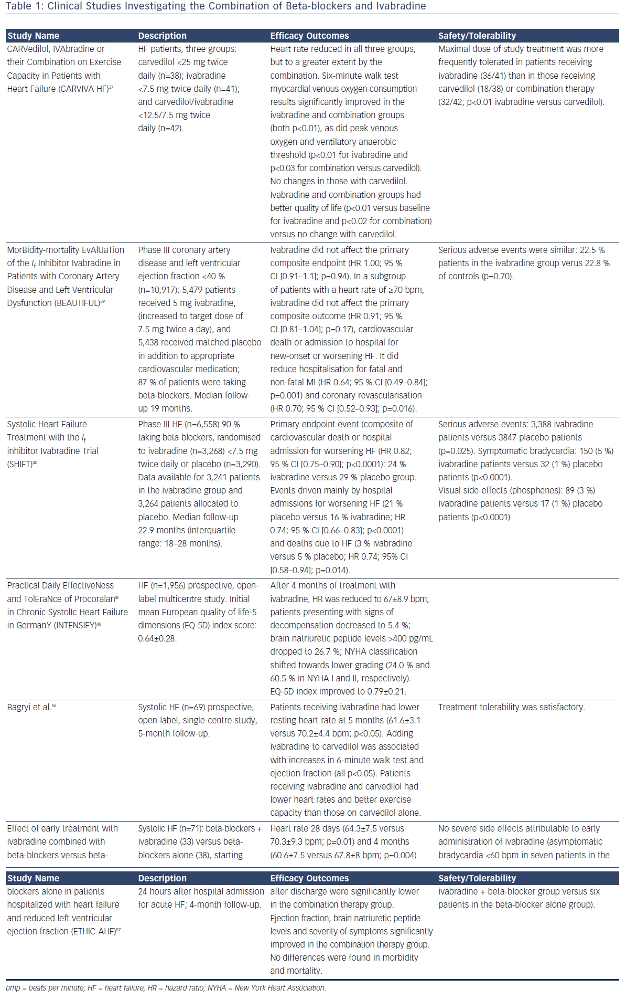 Table 1: Clinical Studies Investigating the Combination of Beta-blockers and Ivabradine
Study Name Description Efficacy Outcomes Safety/Tolerability
CARVedilol, IVAbradine or
their Combination on Exercise
Capacity in Patients with
Heart Failure (CARVIVA HF)37
HF patients, three groups:
carvedilol <25 mg twice
daily (n=38); ivabradine
<7.5 mg twice daily (n=41);
and carvedilol/ivabradine
<12.5/7.5 mg twice
daily (n=42).
Heart rate reduced in all three groups,
but to a greater extent by the
combination. Six-minute walk test
myocardial venous oxygen consumption
results significantly improved in the
ivabradine and combination groups
(both p<0.01), as did peak venous
oxygen and ventilatory anaerobic
threshold (p<0.01 for ivabradine and
p<0.03 for combination versus carvedilol).
No changes in those with carvedilol.
Ivabradine and combination groups had
better quality of life (p<0.01 versus baseline
for ivabradine and p<0.02 for combination)
versus no change with carvedilol.
Maximal dose of study treatment was more
frequently tolerated in patients receiving
ivabradine (36/41) than in those receiving
carvedilol (18/38) or combination therapy
(32/42; p<0.01 ivabradine versus carvedilol).
MorBidity-mortality EvAlUaTion
of the If Inhibitor Ivabradine in
Patients with Coronary Artery
Disease and Left Ventricular
Dysfunction (BEAUTIFUL)39
Phase III coronary artery
disease and left ventricular
ejection fraction <40 %
(n=10,917): 5,479 patients
received 5 mg ivabradine,
(increased to target dose of
7.5 mg twice a day), and
5,438 received matched placebo
in addition to appropriate
cardiovascular medication;
87 % of patients were taking
beta-blockers. Median follow-
up 19 months.
Ivabradine did not affect the primary
composite endpoint (HR 1.00; 95 %
CI [0.91–1.1]; p=0.94). In a subgroup
of patients with a heart rate of ≥70 bpm,
ivabradine did not affect the primary
composite outcome (HR 0.91; 95 %
CI [0.81–1.04]; p=0.17), cardiovascular
death or admission to hospital for
new-onset or worsening HF. It did
reduce hospitalisation for fatal and
non-fatal MI (HR 0.64; 95 % CI [0.49–0.84];
p=0.001) and coronary revascularisation
(HR 0.70; 95 % CI [0.52–0.93]; p=0.016).
Serious adverse events were similar: 22.5 %
patients in the ivabradine group verus 22.8 %
of controls (p=0.70).
Systolic Heart Failure
Treatment with the If
inhibitor Ivabradine Trial
(SHIFT)40
Phase III HF (n=6,558) 90 %
taking beta-blockers, randomised
to ivabradine (n=3,268) <7.5 mg
twice daily or placebo (n=3,290).
Data available for 3,241 patients
in the ivabradine group and
3,264 patients allocated to
placebo. Median follow-up
22.9 months (interquartile
range: 18–28 months).
Primary endpoint event (composite of
cardiovascular death or hospital
admission for worsening HF (HR 0.82;
95 % CI [0.75–0.90]; p<0.0001): 24 %
ivabradine versus 29 % placebo group.
Events driven mainly by hospital
admissions for worsening HF (21 %
placebo versus 16 % ivabradine; HR
0.74; 95 % CI [0.66–0.83]; p<0.0001)
and deaths due to HF (3 % ivabradine
versus 5 % placebo; HR 0.74; 95% CI
[0.58–0.94]; p=0.014).
Serious adverse events: 3,388 ivabradine
patients versus 3847 placebo patients
(p=0.025). Symptomatic bradycardia: 150 (5 %)
ivabradine patients versus 32 (1 %) placebo
patients (p<0.0001).
Visual side-effects (phosphenes): 89 (3 %)
ivabradine patients versus 17 (1 %) placebo
patients (p<0.0001)
PractIcal Daily EffectiveNess
and TolEraNce of Procoralan®
in Chronic SystolIc Heart Failure
in GermanY (INTENSIFY)48
HF (n=1,956) prospective, open-
label multicentre study. Initial
mean European quality of life-5
dimensions (EQ-5D) index score:
0.64±0.28.
After 4 months of treatment with
ivabradine, HR was reduced to 67±8.9 bpm;
patients presenting with signs of
decompensation decreased to 5.4 %;
brain natriuretic peptide levels >400 pg/mL
dropped to 26.7 %; NYHA classification
shifted towards lower grading (24.0 % and
60.5 % in NYHA I and II, respectively).
EQ-5D index improved to 0.79±0.21.
Bagryi et al.56
Systolic HF (n=69) prospective,
open-label, single-centre study,
5-month follow-up.
Patients receiving ivabradine had lower
resting heart rate at 5 months (61.6±3.1
versus 70.2±4.4 bpm; p<0.05). Adding
ivabradine to carvedilol was associated
with increases in 6-minute walk test and
ejection fraction (all p<0.05). Patients
receiving ivabradine and carvedilol had
lower heart rates and better exercise
capacity than those on carvedilol alone.
Treatment tolerability was satisfactory.
Effect of early treatment with
ivabradine combined with
beta-blockers versus beta-
Systolic HF (n=71): beta-blockers +
ivabradine (33) versus beta-
blockers alone (38), starting
Heart rate 28 days (64.3±7.5 versus
70.3±9.3 bpm; p=0.01) and 4 months
(60.6±7.5 versus 67.8±8 bpm; p=0.004)
No severe side effects attributable to early
administration of ivabradine (asymptomatic
bradycardia <60 bpm in seven patients in the
Study Name Description Efficacy Outcomes Safety/Tolerability
blockers alone in patients
hospitalized with heart failure
and reduced left ventricular
ejection fraction (ETHIC-AHF)57
24 hours after hospital admission
for acute HF; 4-month follow-up.
after discharge were significantly lower
in the combination therapy group.
Ejection fraction, brain natriuretic peptide
levels and severity of symptoms significantly
improved in the combination therapy group.
No differences were found in morbidity
and mortality.
ivabradine + beta-blocker group versus six
patients in the beta-blocker alone group).
bmp = beats per minute; HF = heart failure; HR = hazard ratio; NYHA = New York Heart Association.